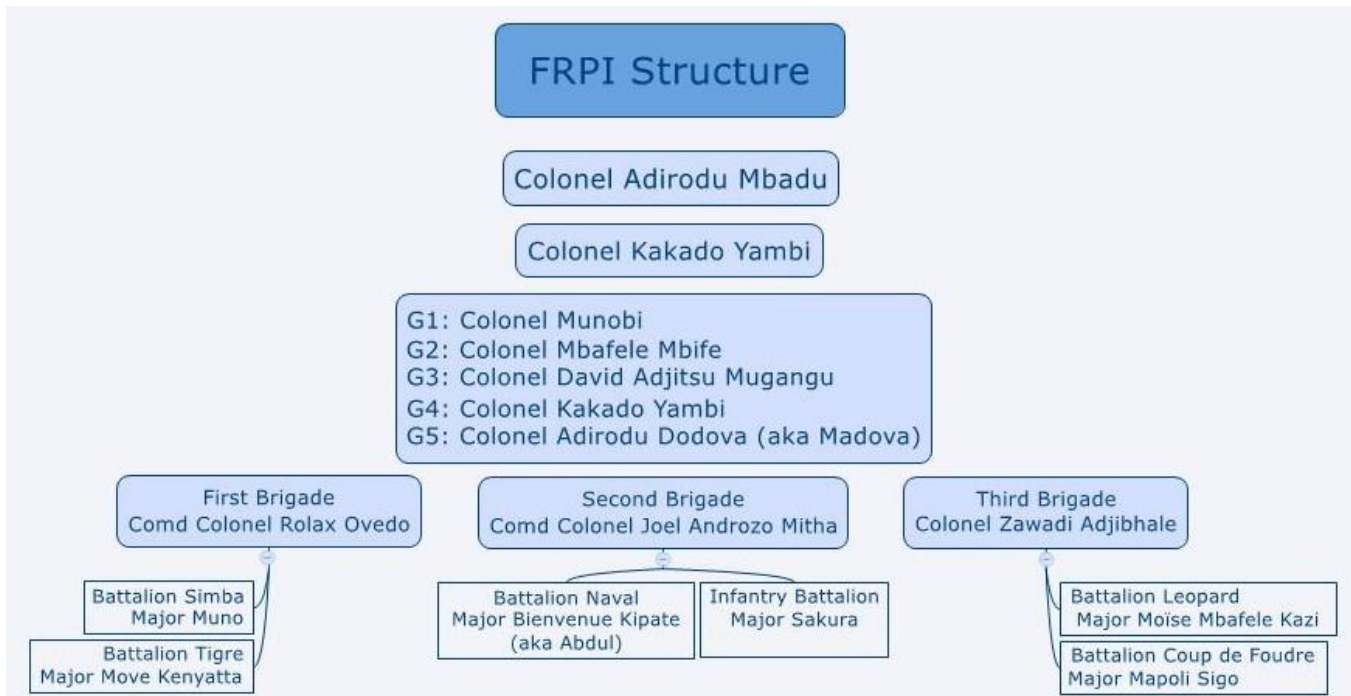 FRPI Structure
Colonel Adirodu Mbadu
Colonel Kakado Yambi
G1: Colonel Munobi
G2: Colonel Mbafele Mbife
G3: Colonel David Adjitsu Mugangu
G4: Colonel Kakado Yambi
G5: Colonel Adirodu Dodova (aka Madova)
First Brigade
Comd Colonel Rolax Ovedo
Battalion Simba
Major Muno
Battalion Tigre
Major Move Kenyatta
Second Brigade
Comd Colonel Joel Androzo Mitha
Battalion Naval
Major Bienvenue Kipate
(aka Abdul)
Infantry Battalion
Major Sakura
Third Brigade
Colonel Zawadi Adjibhale
Battalion Leopard
Major Moïse Mbafele Kazi
Battalion Coup de Foudre
Major Mapoli Sigo